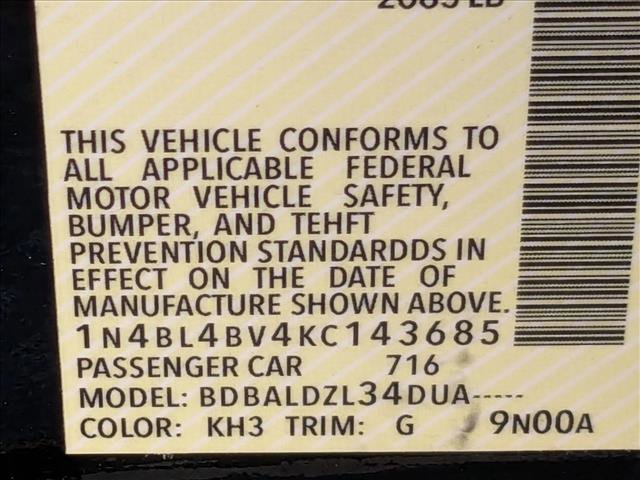 THIS VEHICLE CONFORMS TO
ALL APPLICABLE FEDERAL
MOTOR VEHICLE SAFETY,
BUMPER, AND TEHFT
PREVENTION STANDARDDS IN
EFFECT ON THE DATE OF
MANUFACTURE SHOWN ABOVE.
1N4BL4BV4KC143685
PASSENGER CAR 716
MODEL: BDBALDZL34DUA-----
COLOR: KH3 TRIM: G 9N00A